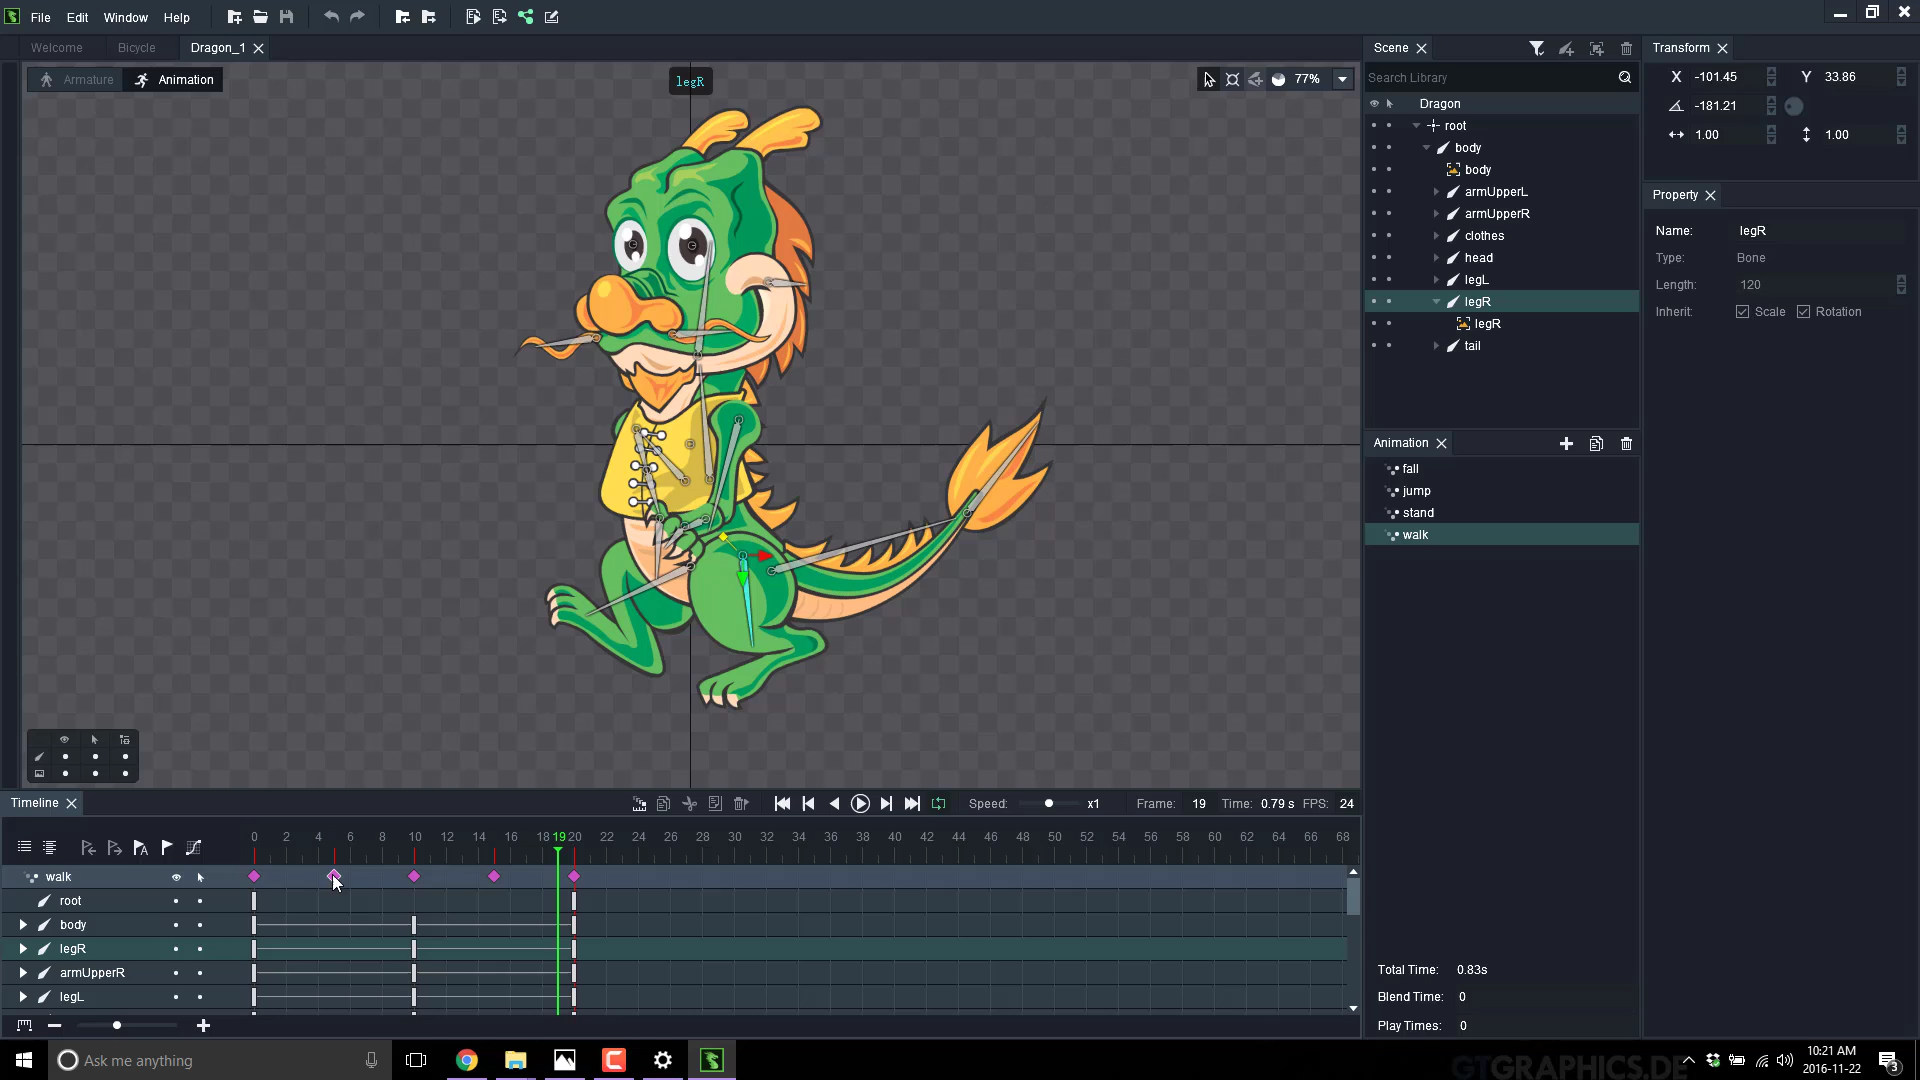 File Edit Window Help
Welcome Bicycle Dragon_1
Armature Animation
legR
77%
Scene
Search Library
Dragon
root
body
body
armUpperL
armUpperR
clothes
head
legL
legR
legR
tail
Animation
fall
jump
stand
walk
Total Time: 0.83s
Blend Time: 0
Play Times: 0
Transform
X -101.45 Y 33.86
-181.21
1.00 1.00
Property
Name: legR
Type: Bone
Length: 120
Inherit: Scale Rotation
Timeline
Speed: x1 Frame: 19 Time: 0.79 s FPS: 24
0 2 4 6 8 10 12 14 16 18 19 20 22 24 26 28 30 32 34 36 38 40 42 44 46 48 50 52 54 56 58 60 62 64 66 68
walk
root
body
legR
armUpperR
legL
Ask me anything
GTGRAPHICS.DE
10:21 AM
2016-11-22
3